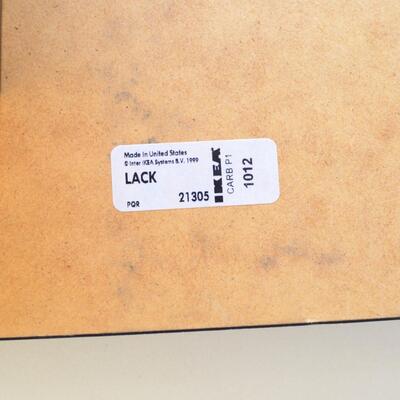 Made in United States
© Inter IKEA Systems B.V. 1999
LACK
PQR
21305
IKEA
CARB P1
1012